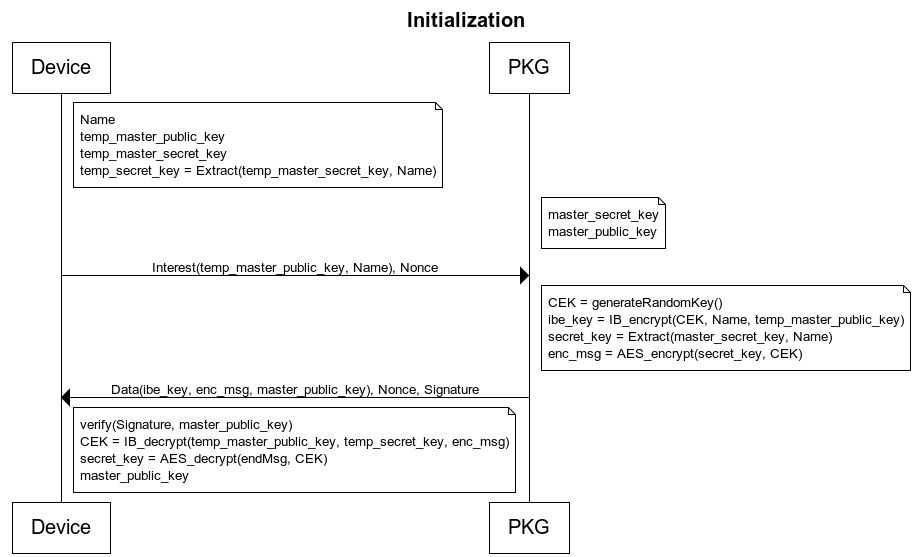 Initialization
Device
PKG
Name
temp_master_public_key
temp_master_secret_key
temp_secret_key = Extract(temp_master_secret_key, Name)
master_secret_key
master_public_key
Interest(temp_master_public_key, Name), Nonce
CEK = generateRandomKey()
ibe_key = IB_encrypt(CEK, Name, temp_master_public_key)
secret_key = Extract(master_secret_key, Name)
enc_msg = AES_encrypt(secret_key, CEK)
Data(ibe_key, enc_msg, master_public_key), Nonce, Signature
verify(Signature, master_public_key)
CEK = IB_decrypt(temp_master_public_key, temp_secret_key, enc_msg)
secret_key = AES_decrypt(endMsg, CEK)
master_public_key
Device
PKG